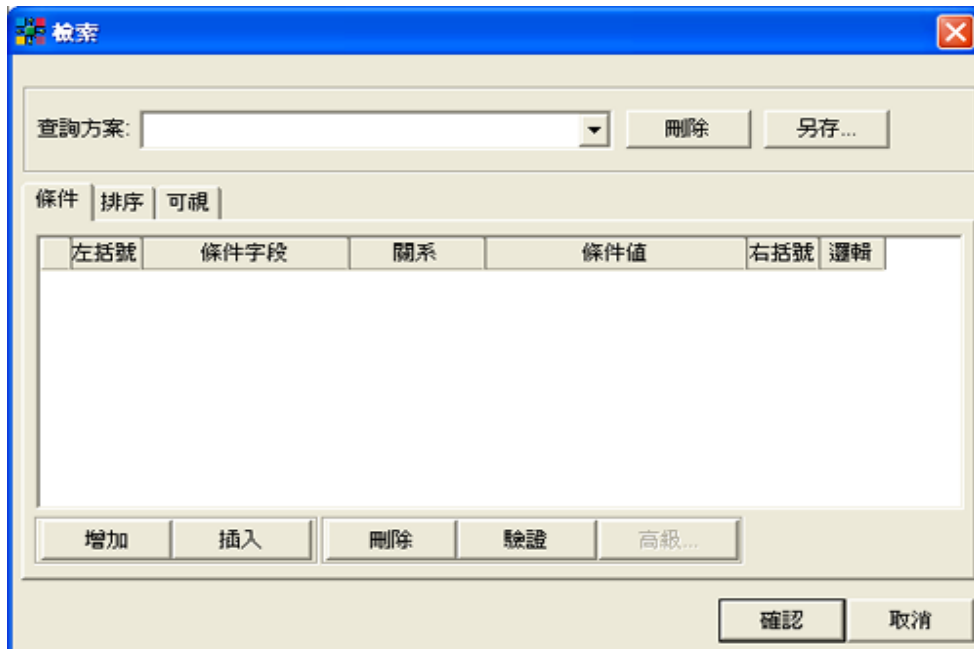 檢索
查詢方案: 刪除 另存...
條件 排序 可視
左括號 條件字段 關系 條件值 右括號 邏輯
增加 插入 刪除 驗證 高級...
確認 取消